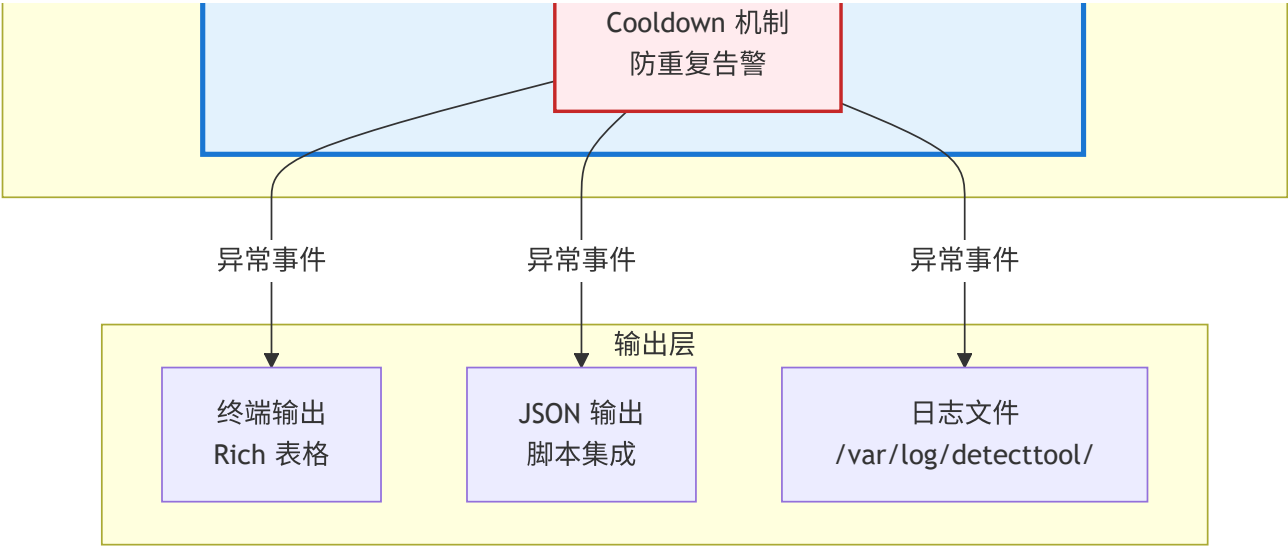 Cooldown 机制
防重复告警
异常事件
异常事件
异常事件
输出层
终端输出
Rich 表格
JSON 输出
脚本集成
日志文件
/var/log/detecttool/